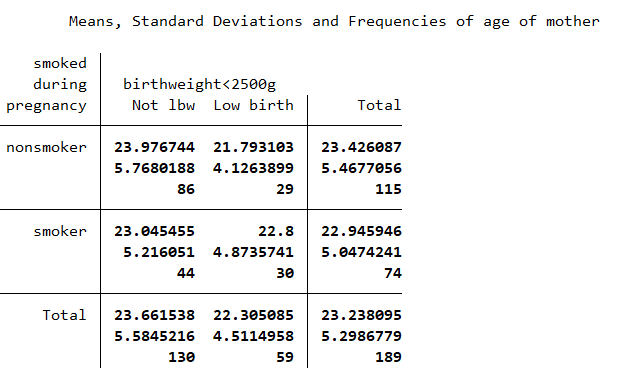 Means, Standard Deviations and Frequencies of age of mother
smoked
during birthweight<2500g
pregnancy Not lbw Low birth Total
nonsmoker 23.976744 21.793103 23.426087
5.7680188 4.1263899 5.4677056
86 29 115
smoker 23.045455 22.8 22.945946
5.216051 4.8735741 5.0474241
44 30 74
Total 23.661538 22.305085 23.238095
5.5845216 4.5114958 5.2986779
130 59 189